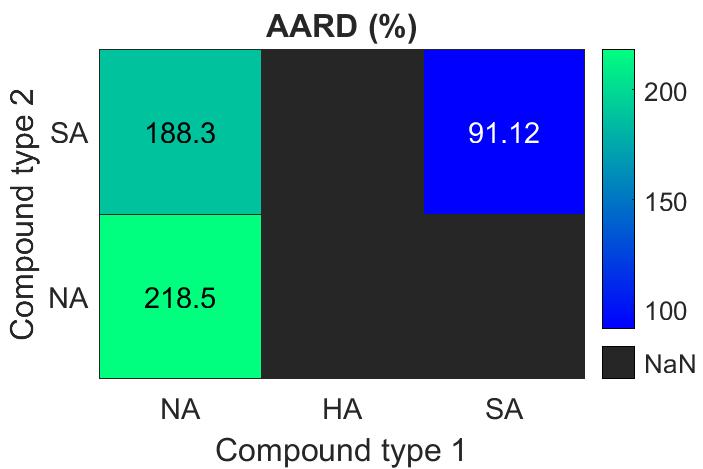 AARD (%)
Compound type 2
SA
188.3
91.12
NA
218.5
NA
HA
SA
Compound type 1
200
150
100
NaN